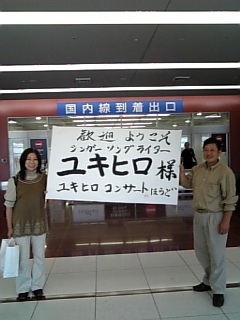 国内線到着出口
歓迎 ようこそ
シンガーソングライター
ユキヒロ様
ユキヒロ コンサート